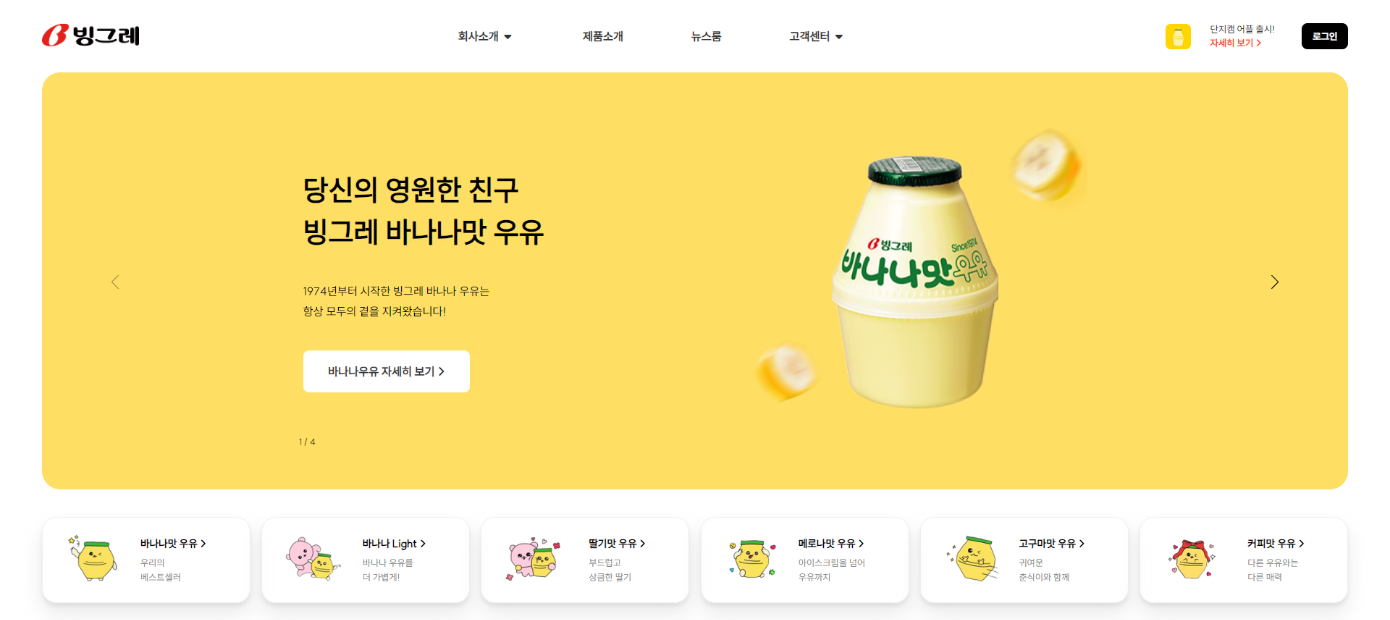 빙그레
회사소개
제품소개
뉴스룸
고객센터
단지캠 어플 출시!
자세히 보기 >
로그인
당신의 영원한 친구
빙그레 바나나맛 우유
1974년부터 시작한 빙그레 바나나 우유는
항상 모두의 곁을 지켜왔습니다!
바나나우유 자세히 보기 >
1 / 4
빙그레
Since1974
바나나맛우유
바나나맛 우유 >
우리의
베스트셀러
바나나 Light >
바나나 우유를
더 가볍게!
딸기맛 우유 >
부드럽고
상큼한 딸기
메로나맛 우유 >
아이스크림을 넘어
우유까지
고구마맛 우유 >
귀여운
춘식이와 함께
커피맛 우유 >
다른 우유와는
다른 매력